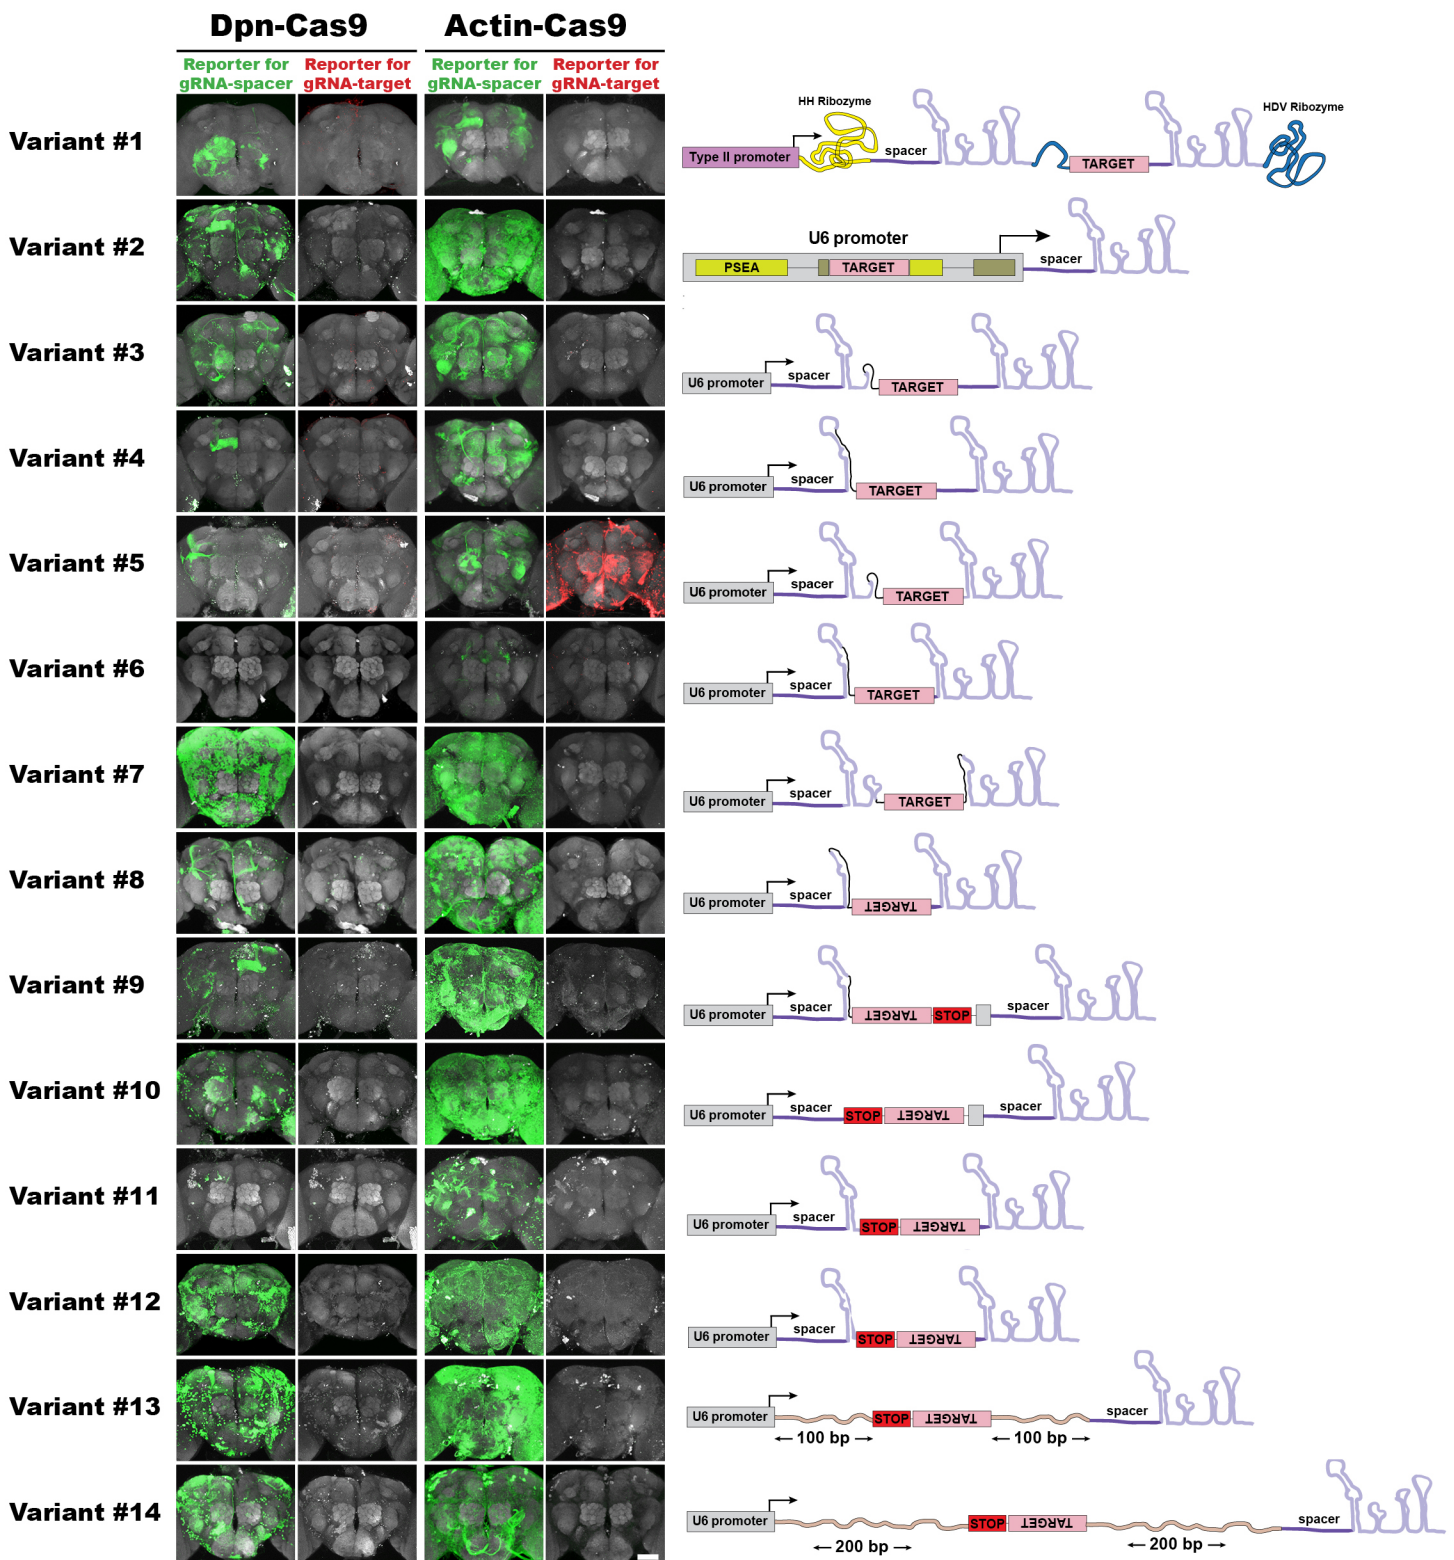 Dpn-Cas9 Actin-Cas9
Reporter for gRNA-spacer
Reporter for gRNA-target
Reporter for gRNA-spacer
Reporter for gRNA-target
Variant #1
HH Ribozyme
HDV Ribozyme
Type II promoter
spacer
TARGET
Variant #2
U6 promoter
PSEA
TARGET
spacer
Variant #3
U6 promoter
spacer
TARGET
Variant #4
U6 promoter
spacer
TARGET
Variant #5
U6 promoter
spacer
TARGET
Variant #6
U6 promoter
spacer
TARGET
Variant #7
U6 promoter
spacer
TARGET
Variant #8
U6 promoter
spacer
TARGET
Variant #9
U6 promoter
spacer
TARGET
STOP
spacer
Variant #10
U6 promoter
spacer
STOP
TARGET
spacer
Variant #11
U6 promoter
spacer
STOP
TARGET
Variant #12
U6 promoter
spacer
STOP
TARGET
Variant #13
U6 promoter
STOP
TARGET
spacer
100 bp
100 bp
Variant #14
U6 promoter
STOP
TARGET
spacer
200 bp
200 bp